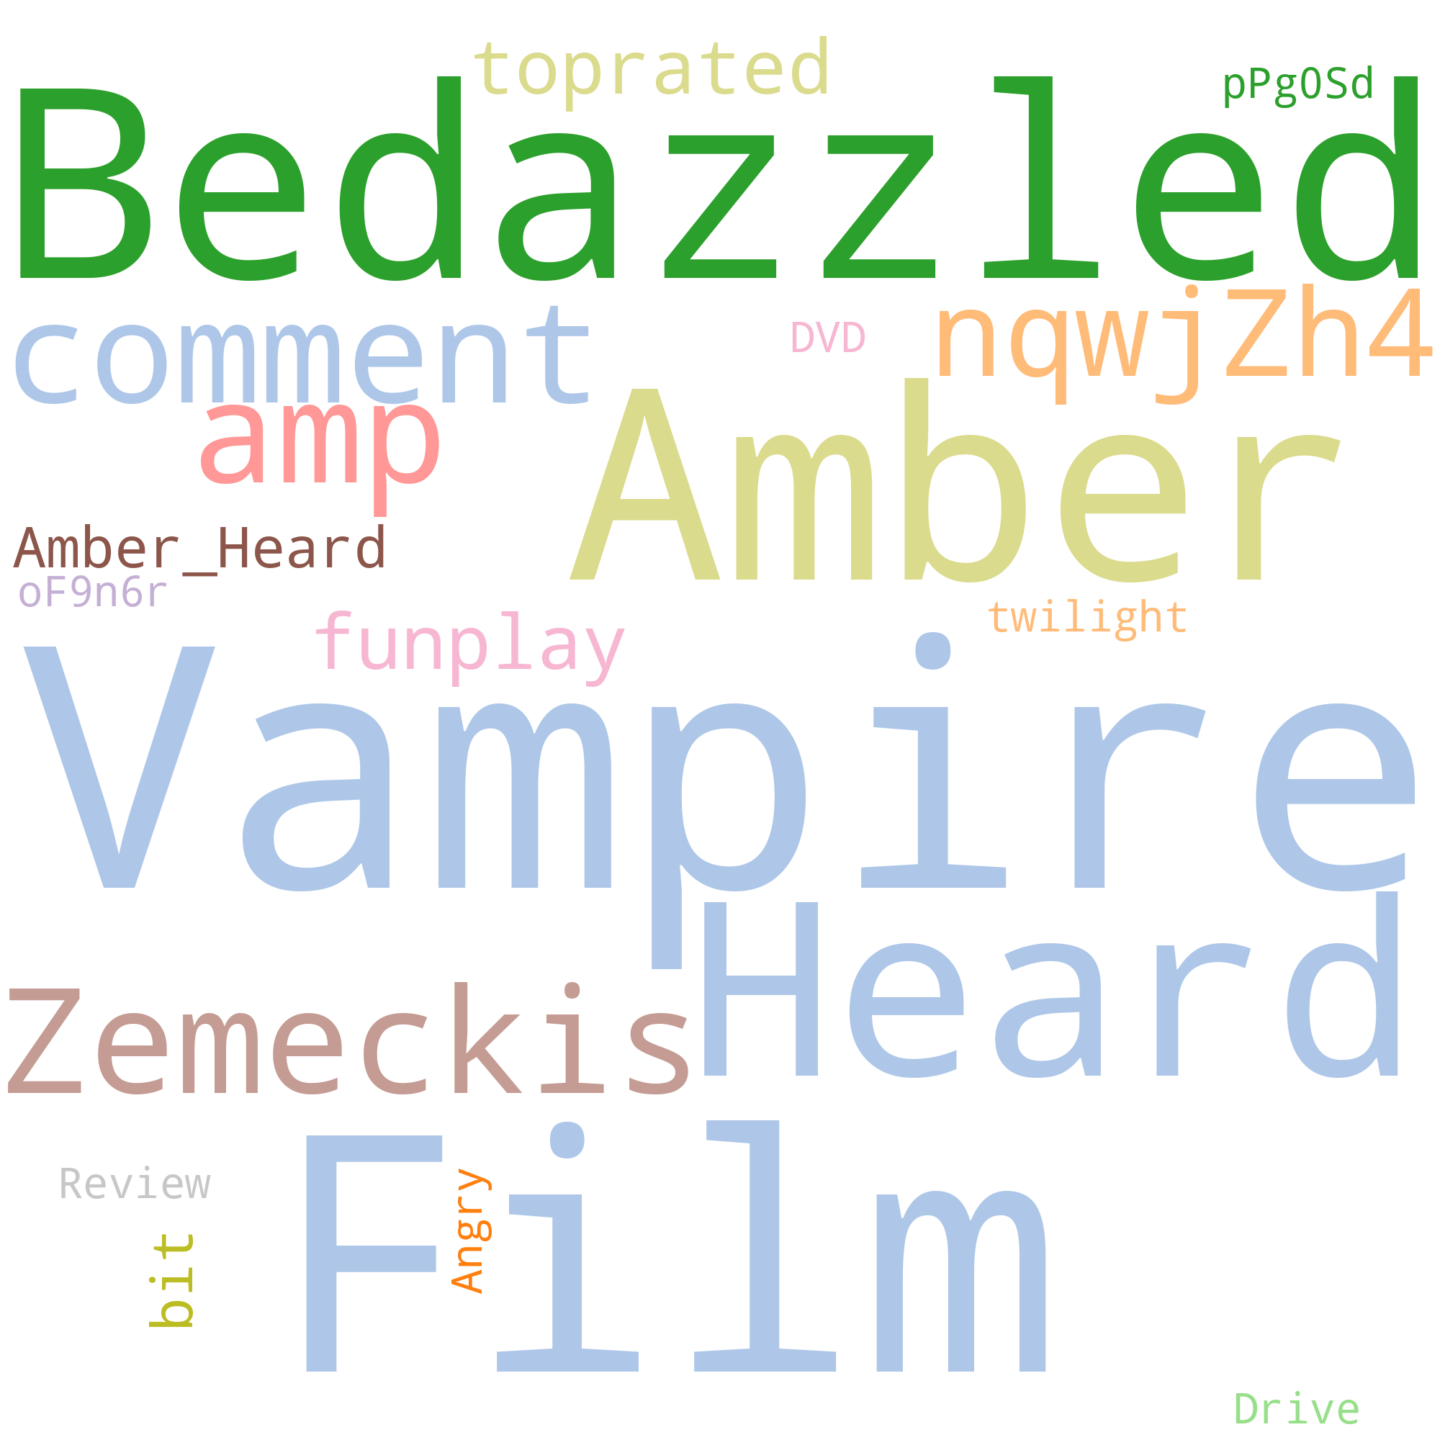 toprated
pPg0Sd
Bedazzled
comment
DVD
nqwjZh4
amp
Amber
Amber_Heard
oF9n6r
funplay
twilight
Vampire
Heard
Zemeckis
Film
Review
Angry
bit
Drive